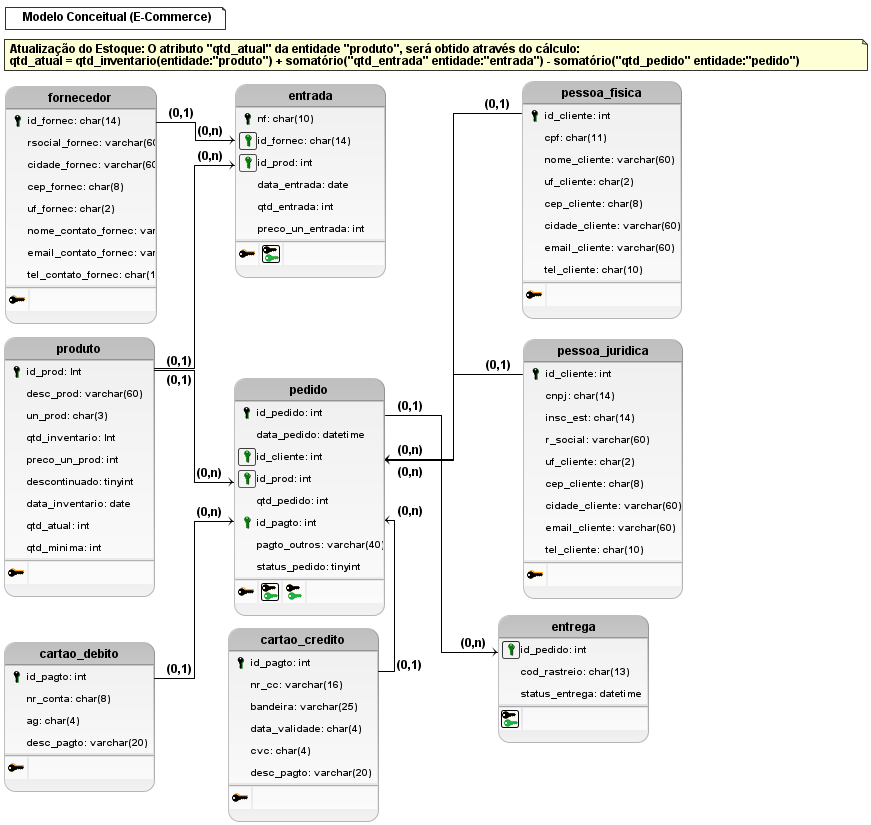 Modelo Conceitual (E-Commerce)
Atualização do Estoque: O atributo "qtd_atual" da entidade "produto", será obtido através do cálculo:
qtd_atual = qtd_inventario(entidade:"produto") + somatório("qtd_entrada" entidade:"entrada") - somatório("qtd_pedido" entidade:"pedido")
fornecedor
id_fornec: char(14)
rsocial_fornec: varchar(60
cidade_fornec: varchar(60
cep_fornec: char(8)
uf_fornec: char(2)
nome_contato_fornec: var
email_contato_fornec: var
tel_contato_fornec: char(1
(0,1)
(0,n)
(0,n)
entrada
nf: char(10)
id_fornec: char(14)
id_prod: int
data_entrada: date
qtd_entrada: int
preco_un_entrada: int
(0,1)
pessoa_fisica
id_cliente: int
cpf: char(11)
nome_cliente: varchar(60)
uf_cliente: char(2)
cep_cliente: char(8)
cidade_cliente: varchar(60)
email_cliente: varchar(60)
tel_cliente: char(10)
produto
id_prod: Int
desc_prod: varchar(60)
un_prod: char(3)
qtd_inventario: Int
preco_un_prod: int
descontinuado: tinyint
data_inventario: date
qtd_atual: int
qtd_minima: int
(0,1)
(0,1)
(0,n)
(0,n)
pedido
id_pedido: int
data_pedido: datetime
id_cliente: int
id_prod: int
qtd_pedido: int
id_pagto: int
pagto_outros: varchar(40)
status_pedido: tinyint
(0,1)
(0,n)
(0,n)
(0,n)
(0,1)
pessoa_juridica
id_cliente: int
cnpj: char(14)
insc_est: char(14)
r_social: varchar(60)
uf_cliente: char(2)
cep_cliente: char(8)
cidade_cliente: varchar(60)
email_cliente: varchar(60)
tel_cliente: char(10)
cartao_debito
id_pagto: int
nr_conta: char(8)
ag: char(4)
desc_pagto: varchar(20)
(0,1)
cartao_credito
id_pagto: int
nr_cc: varchar(16)
bandeira: varchar(25)
data_validade: char(4)
cvc: char(4)
desc_pagto: varchar(20)
(0,1)
(0,n)
entrega
id_pedido: int
cod_rastreio: char(13)
status_entrega: datetime